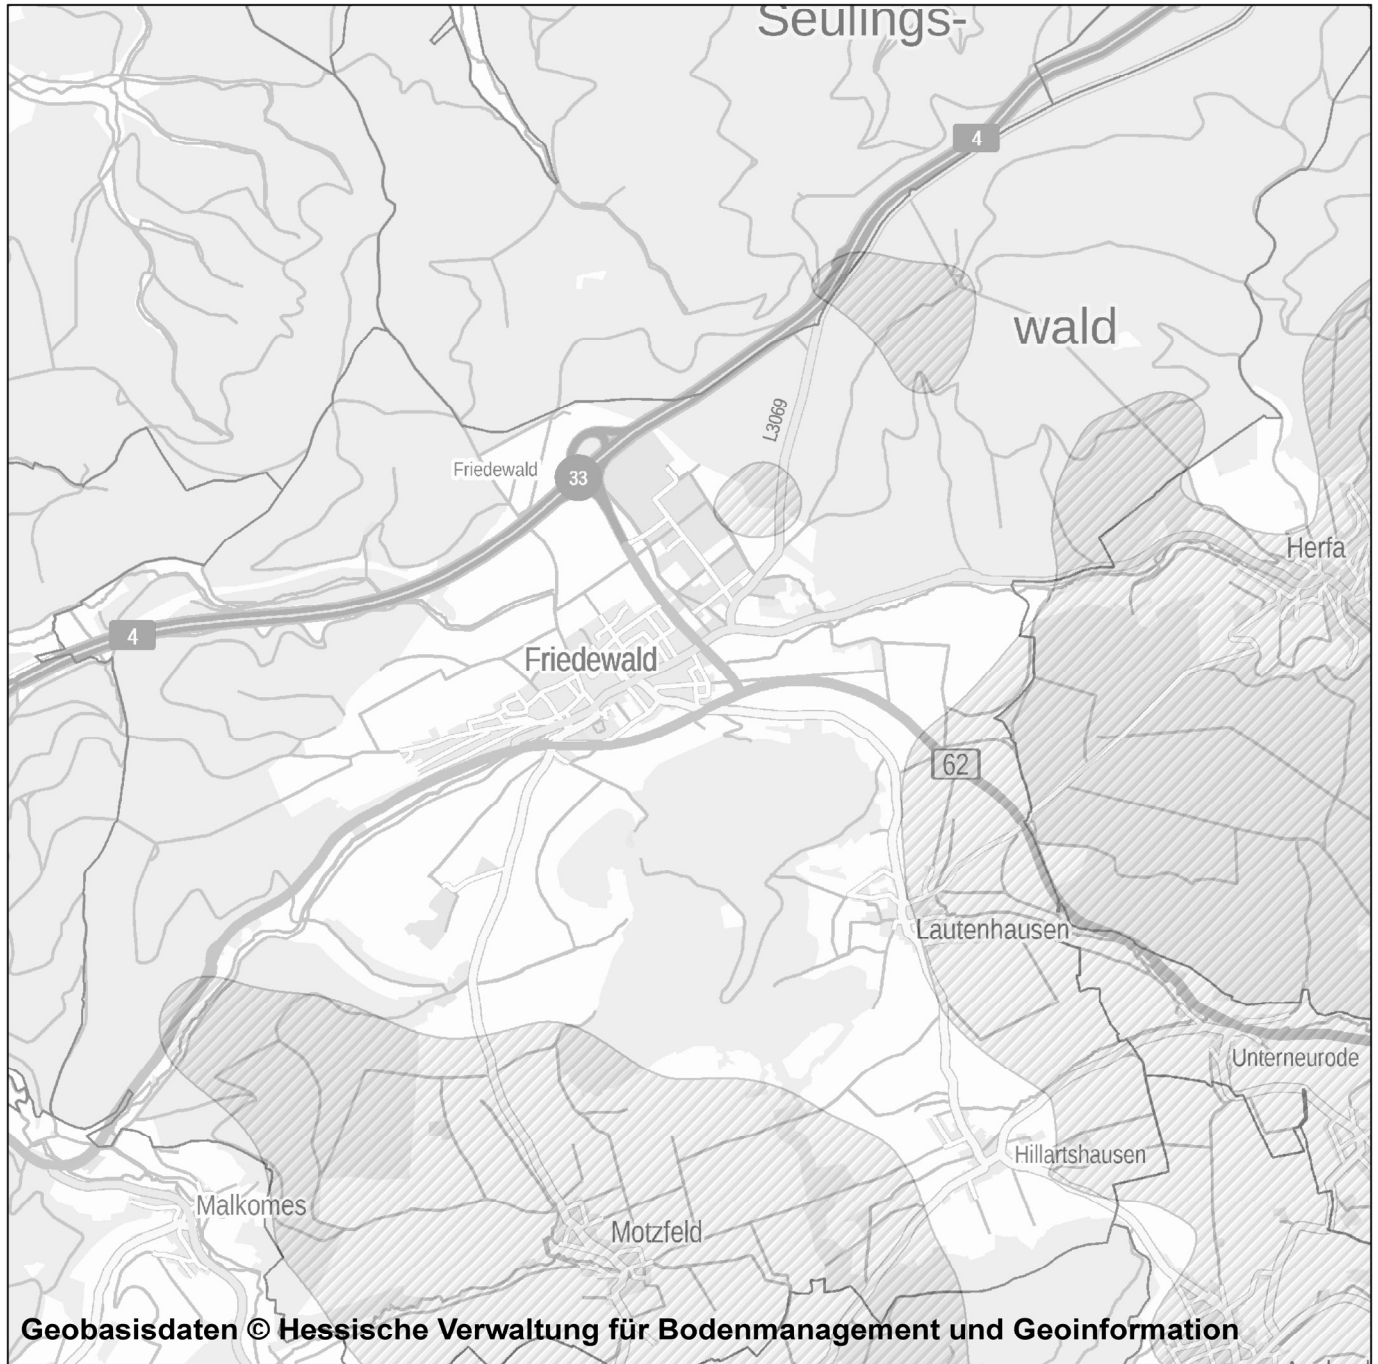 Seulings-
4
wald
L3069
Friedewald
33
Herfa
4
Friedewald
62
Lautenhausen
Unterneurode
Hillartshausen
Malkomes
Motzfeld
Geobasisdaten © Hessische Verwaltung für Bodenmanagement und Geoinformation